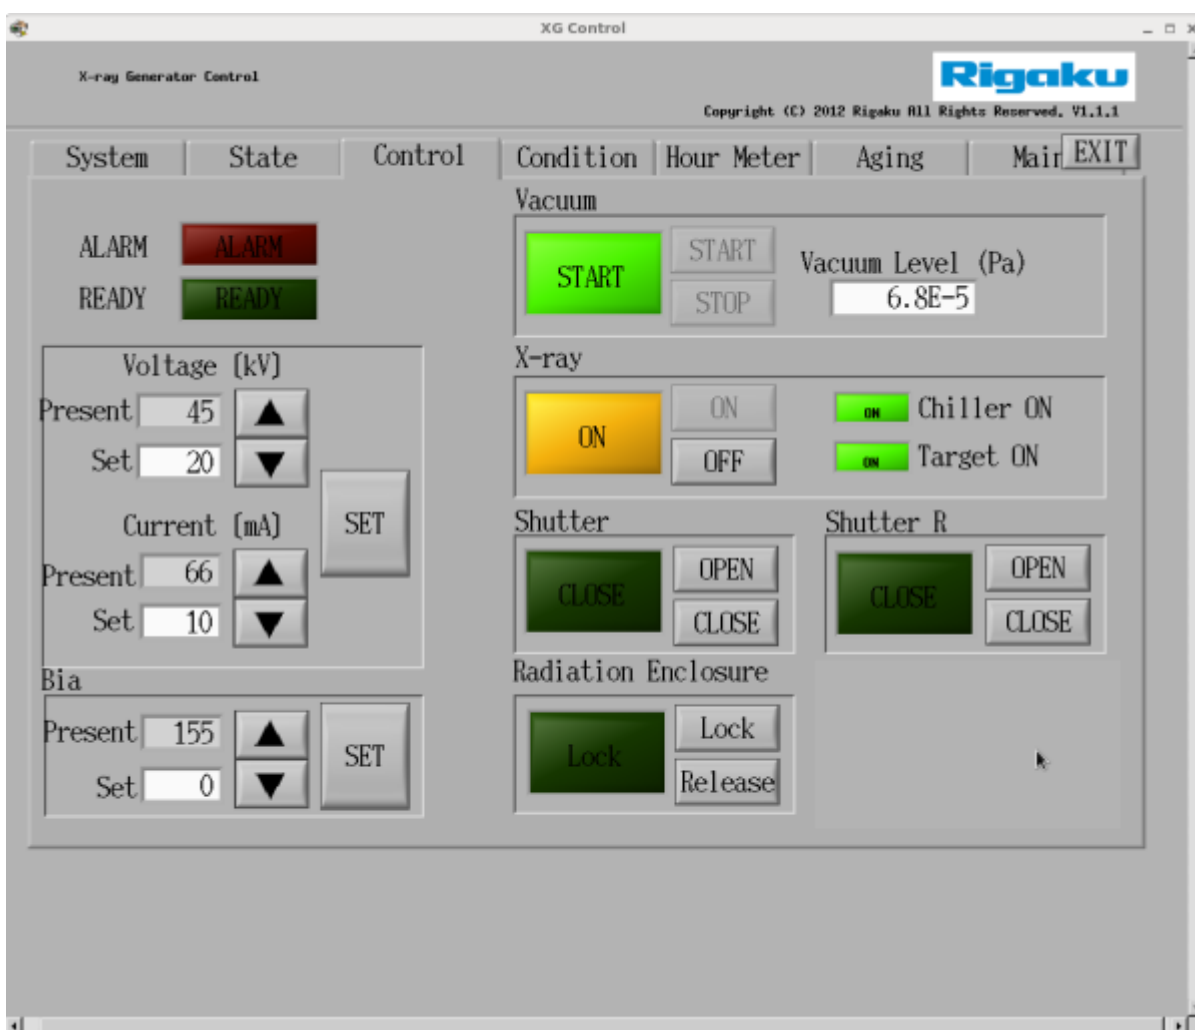 XG Control
X-ray Generator Control
Rigaku
Copyright (C) 2012 Rigaku All Rights Reserved. V1.1.1
System State Control Condition Hour Meter Aging Mair EXIT
ALARM ALARM
READY READY
Voltage [kV]
Present 45
Set 20
Current [mA]
Present 66
Set 10
SET
Bia
Present 155
Set 0
SET
Vacuum
START START STOP
Vacuum Level (Pa)
6.8E-5
X-ray
ON ON OFF
ON Chiller ON
ON Target ON
Shutter
CLOSE OPEN CLOSE
Shutter R
CLOSE OPEN CLOSE
Radiation Enclosure
Lock Lock Release